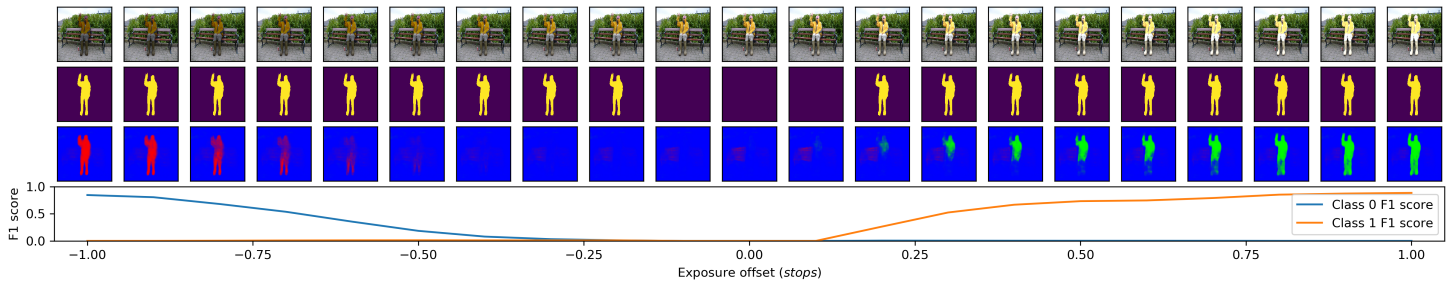 1.0
0.5
0.0
F1 score
Class 0 F1 score
Class 1 F1 score
−1.00 −0.75 −0.50 −0.25 0.00 0.25 0.50 0.75 1.00
Exposure offset (stops)